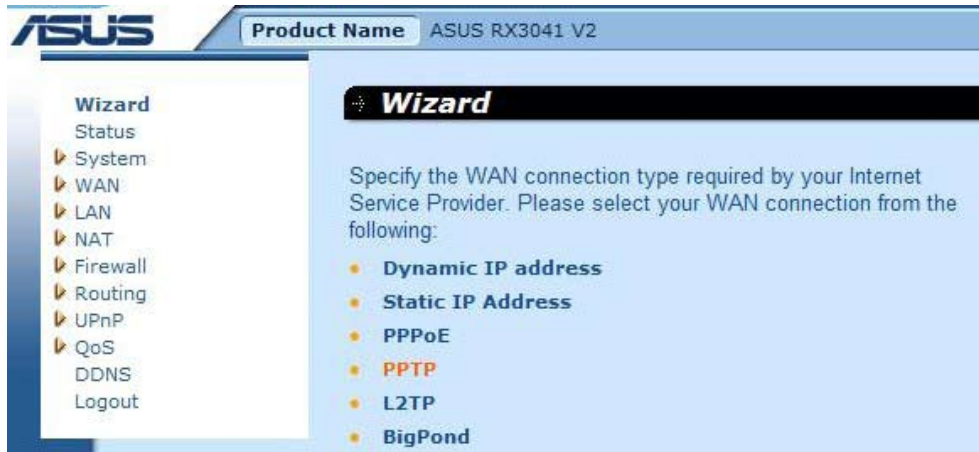 ASUS
Product Name ASUS RX3041 V2
Wizard
Status
System
WAN
LAN
NAT
Firewall
Routing
UPnP
QoS
DDNS
Logout
Wizard
Specify the WAN connection type required by your Internet
Service Provider. Please select your WAN connection from the
following:
Dynamic IP address
Static IP Address
PPPoE
PPTP
L2TP
BigPond